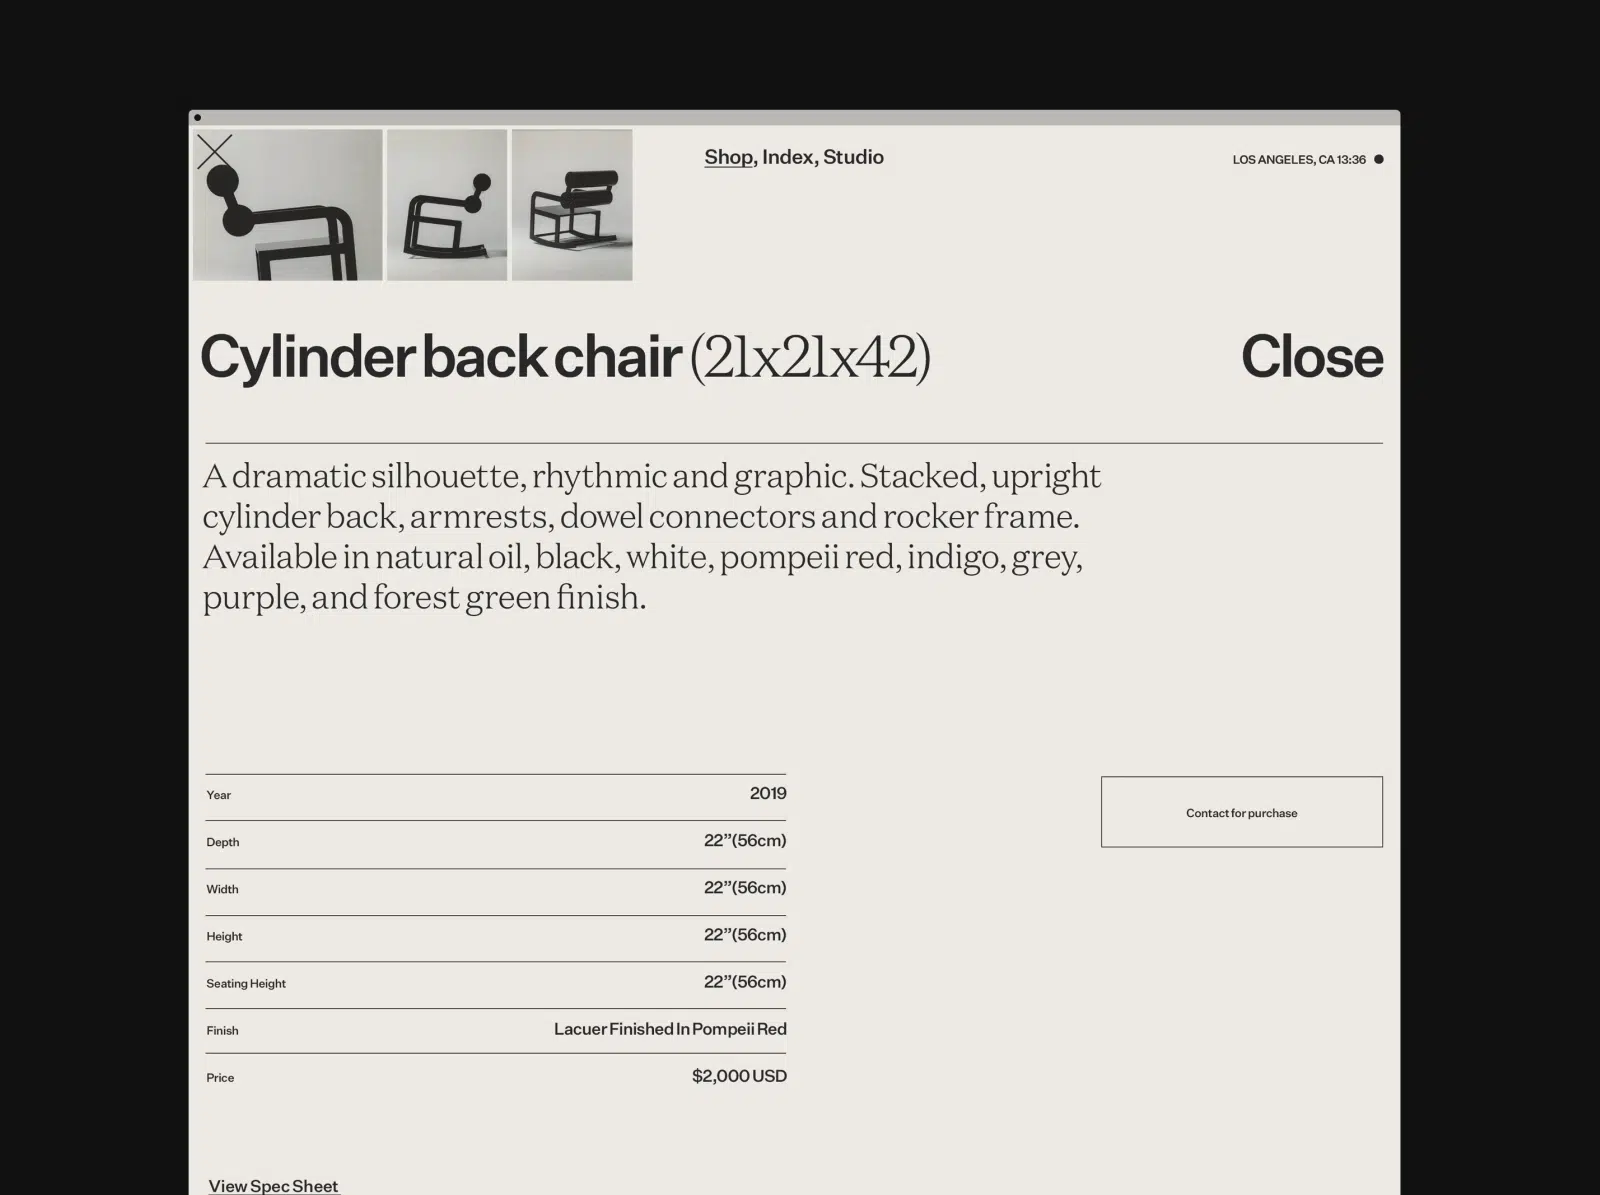 Shop, Index, Studio
LOS ANGELES, CA 13:36
Cylinder back chair (21x21x42)
Close
A dramatic silhouette, rhythmic and graphic. Stacked, upright
cylinder back, armrests, dowel connectors and rocker frame.
Available in natural oil, black, white, pompeii red, indigo, grey,
purple, and forest green finish.
Year 2019
Contact for purchase
Depth 22”(56cm)
Width 22”(56cm)
Height 22”(56cm)
Seating Height 22”(56cm)
Finish Lacuer Finished In Pompeii Red
Price $2,000 USD
View Spec Sheet